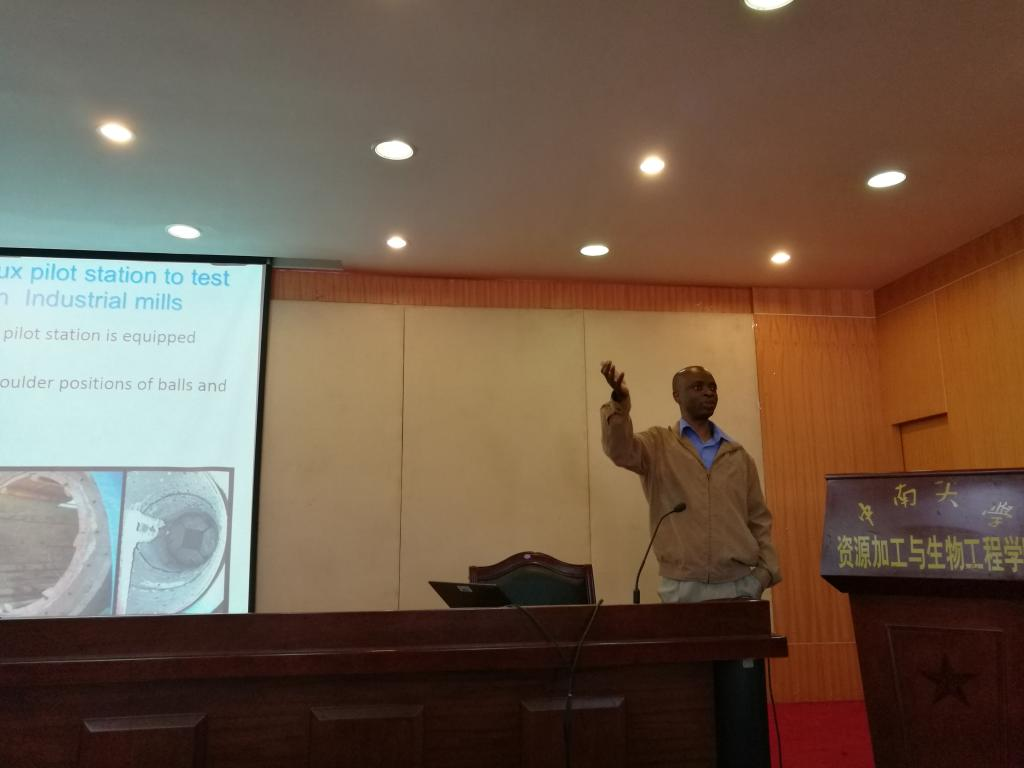 ux pilot station to test
n Industrial mills
pilot station is equipped
oulder positions of balls and
中南大学
资源加工与生物工程学